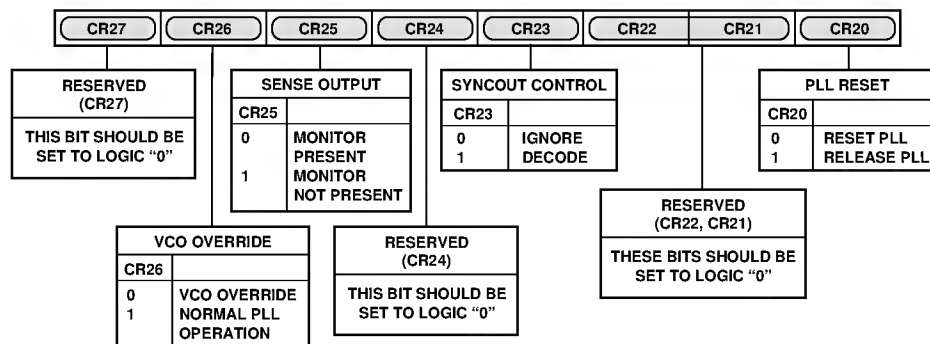 CR27 CR26 CR25 CR24 CR23 CR22 CR21 CR20
RESERVED
(CR27)
THIS BIT SHOULD BE
SET TO LOGIC “0”
SENSE OUTPUT
CR25
0 MONITOR
PRESENT
1 MONITOR
NOT PRESENT
SYNCOUT CONTROL
CR23
0 IGNORE
1 DECODE
PLL RESET
CR20
0 RESET PLL
1 RELEASE PLL
VCO OVERRIDE
CR26
0 VCO OVERRIDE
1 NORMAL PLL
OPERATION
RESERVED
(CR24)
THIS BIT SHOULD BE
SET TO LOGIC “0”
RESERVED
(CR22, CR21)
THESE BITS SHOULD BE
SET TO LOGIC “0”